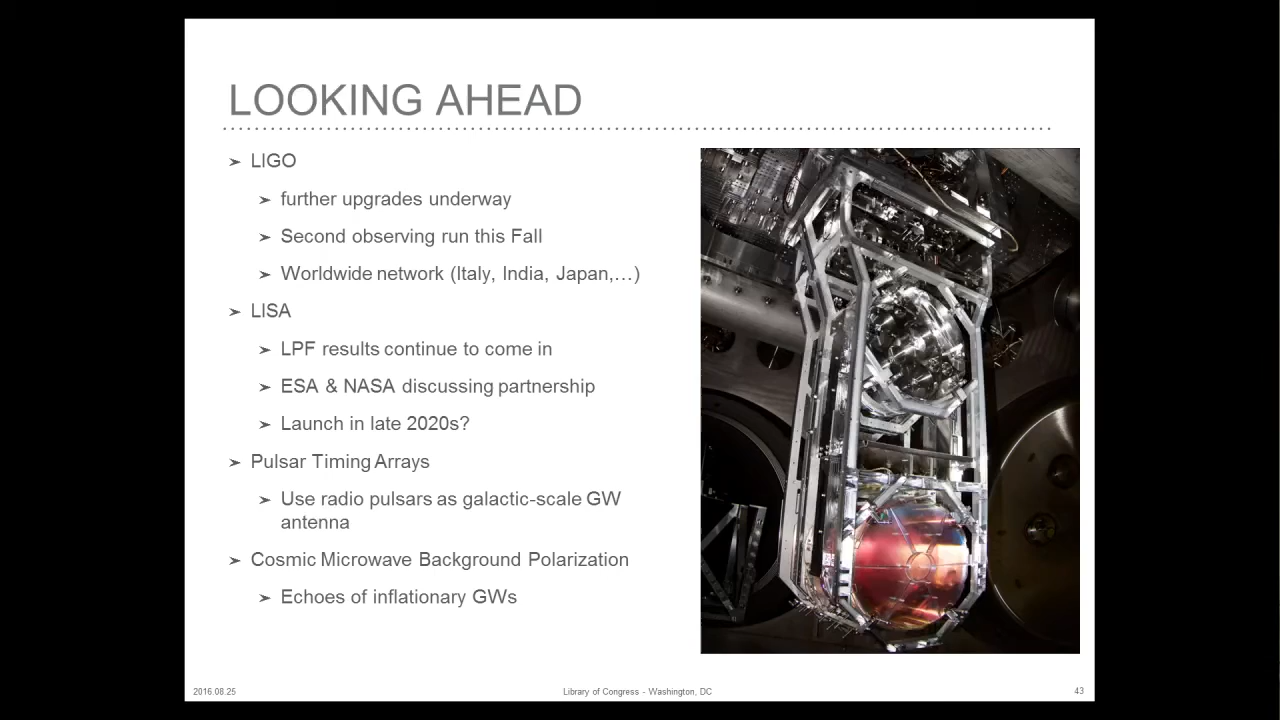 LOOKING AHEAD
➢ LIGO
➢ further upgrades underway
➢ Second observing run this Fall
➢ Worldwide network (Italy, India, Japan,…)
➢ LISA
➢ LPF results continue to come in
➢ ESA & NASA discussing partnership
➢ Launch in late 2020s?
➢ Pulsar Timing Arrays
➢ Use radio pulsars as galactic-scale GW
antenna
➢ Cosmic Microwave Background Polarization
➢ Echoes of inflationary GWs
2016.08.25
Library of Congress - Washington, DC
43